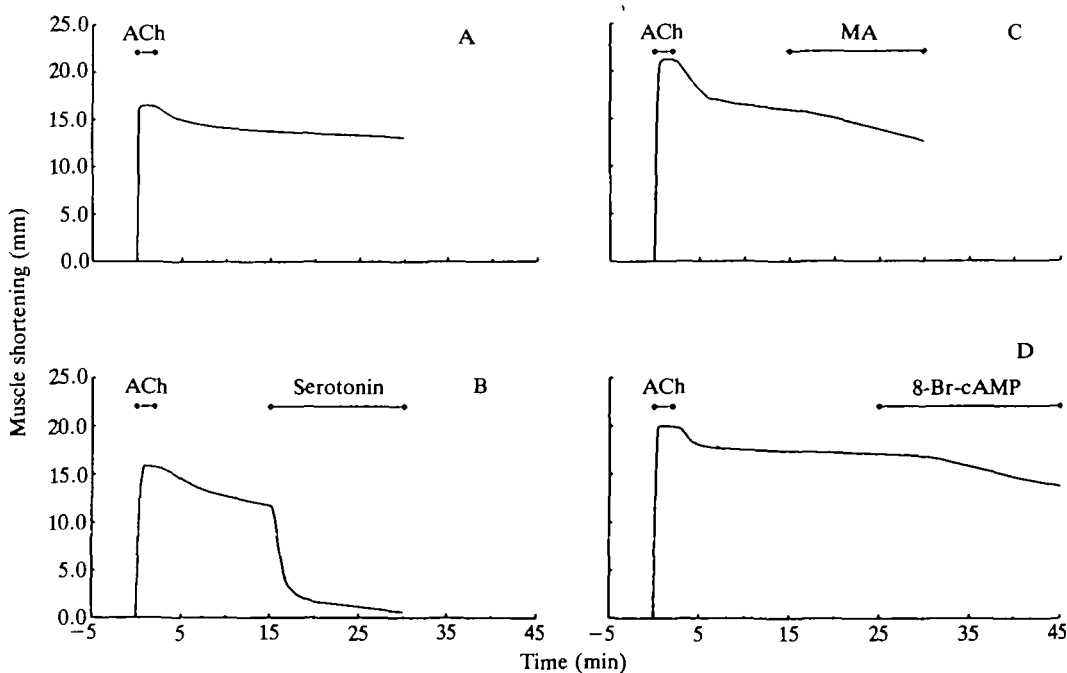 25.0
ACh
A
20.0
15.0
10.0
5.0
0.0
ACh
MA
C
25.0
ACh
Serotonin
B
20.0
15.0
10.0
5.0
0.0
-5 5 15 25 35 45
D
ACh
8-Br-cAMP
-5 5 15 25 35 45
Muscle shortening (mm)
Time (min)